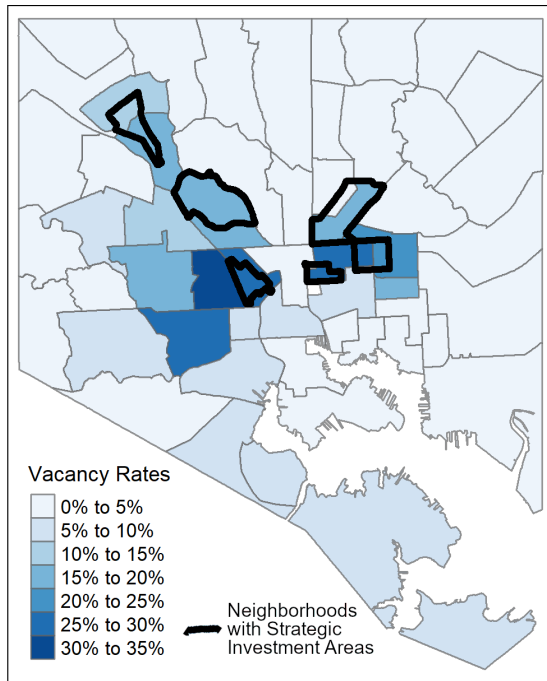 Vacancy Rates
0% to 5%
5% to 10%
10% to 15%
15% to 20%
20% to 25%
25% to 30%
30% to 35%
Neighborhoods
with Strategic
Investment Areas